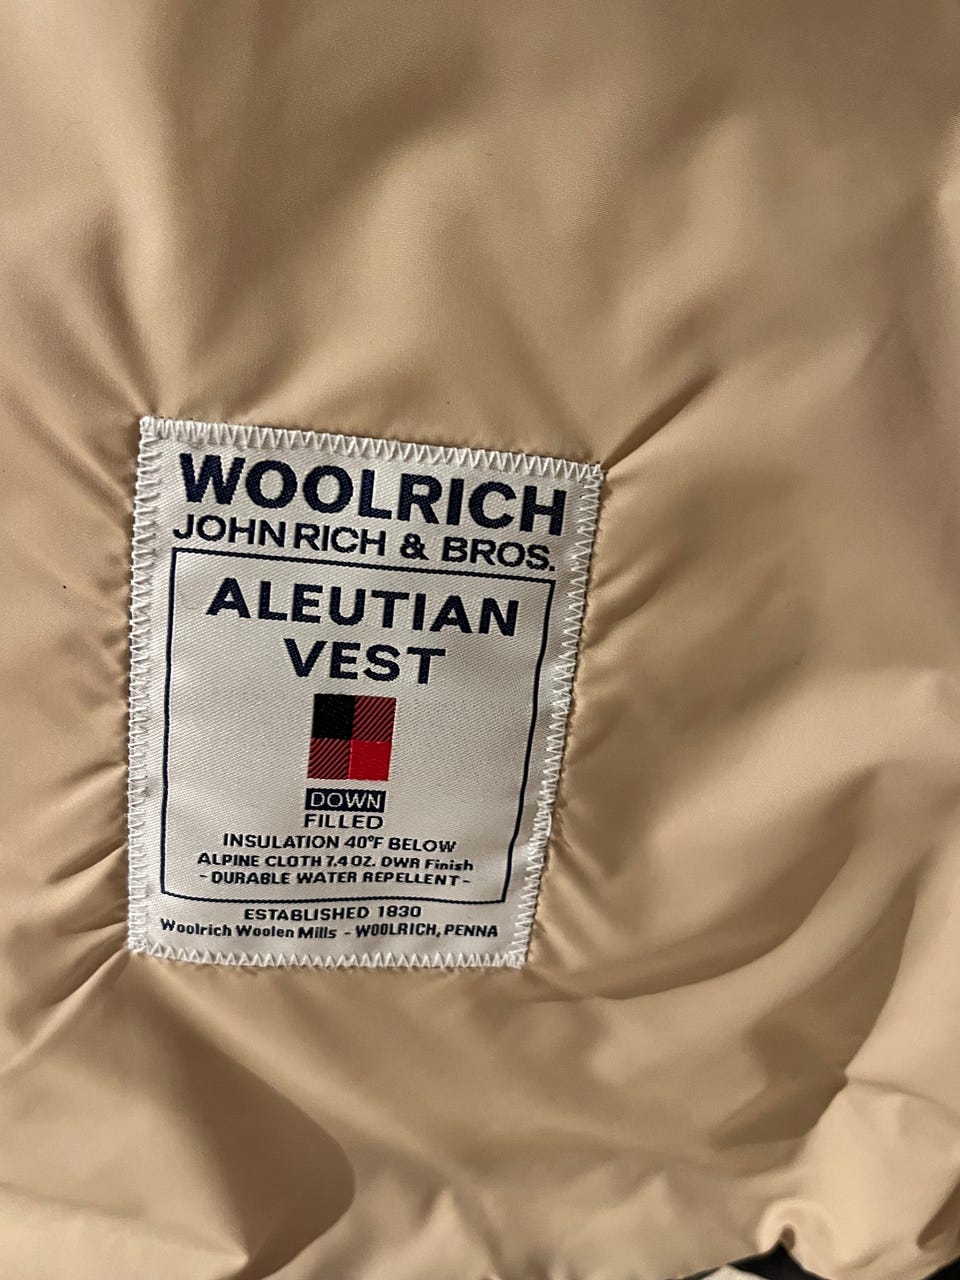 WOOLRICH
JOHN RICH & BROS.
ALEUTIAN
VEST
DOWN
FILLED
INSULATION 40°F BELOW
ALPINE CLOTH 7.4 OZ. DWR Finish
- DURABLE WATER REPELLENT -
ESTABLISHED 1830
Woolrich Woolen Mills - WOOLRICH, PENNA